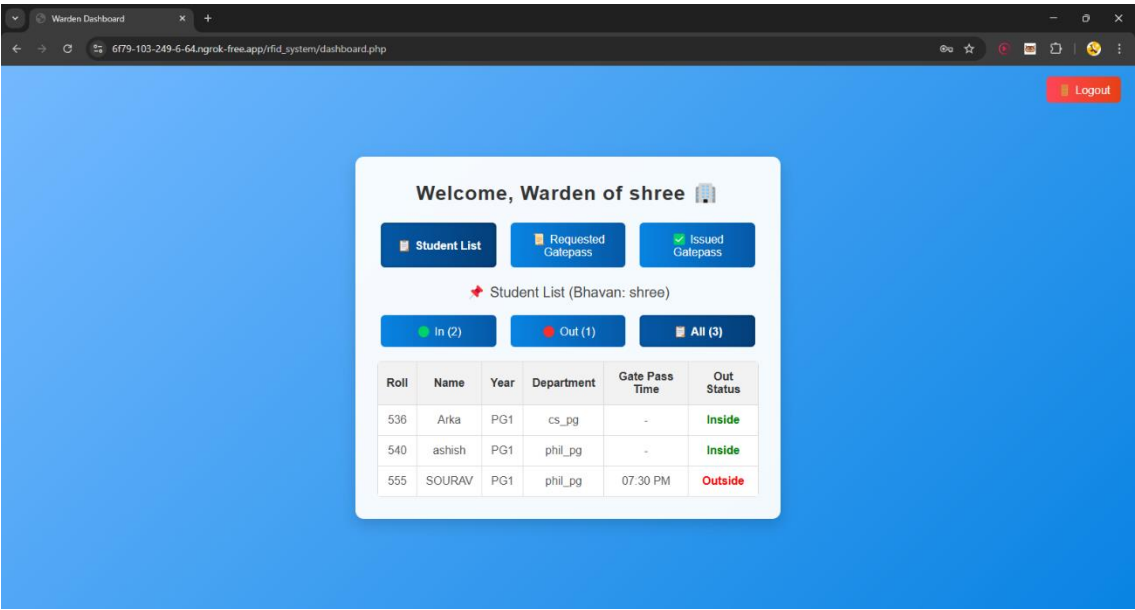 Warden Dashboard
6f79-103-249-6-64.ngrok-free.app/rfid_system/dashboard.php
Logout
Welcome, Warden of shree
Student List
Requested
Gatepass
Issued
Gatepass
Student List (Bhavan: shree)
In (2)
Out (1)
All (3)
Roll Name Year Department Gate Pass Time Out Status
536 Arka PG1 cs_pg - Inside
540 ashish PG1 phil_pg - Inside
555 SOURAV PG1 phil_pg 07:30 PM Outside